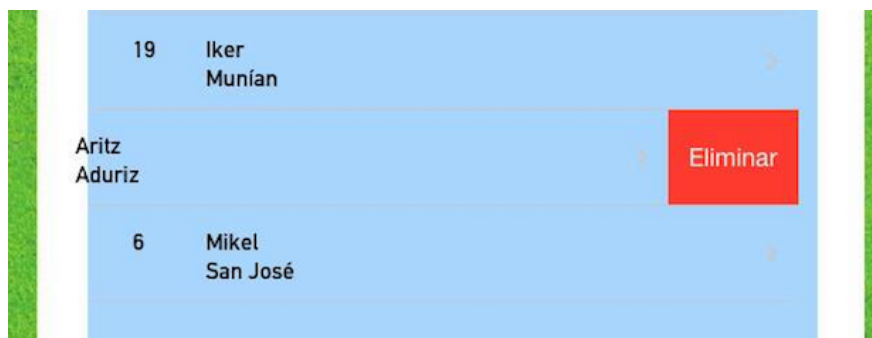 19 Iker
Munían
Aritz
Aduriz
Eliminar
6 Mikel
San José